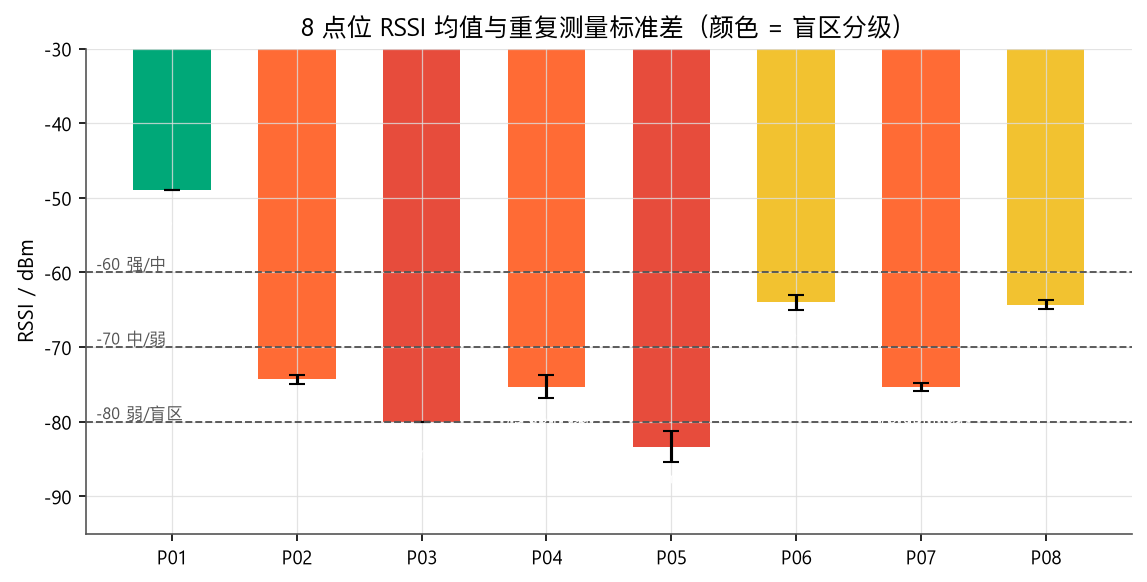 8 点位 RSSI 均值与重复测量标准差（颜色 = 盲区分级）
RSSI / dBm
-30
-40
-50
-60
-70
-80
-90
-60 强/中
-70 中/弱
-80 弱/盲区
P01
P02
P03
P04
P05
P06
P07
P08